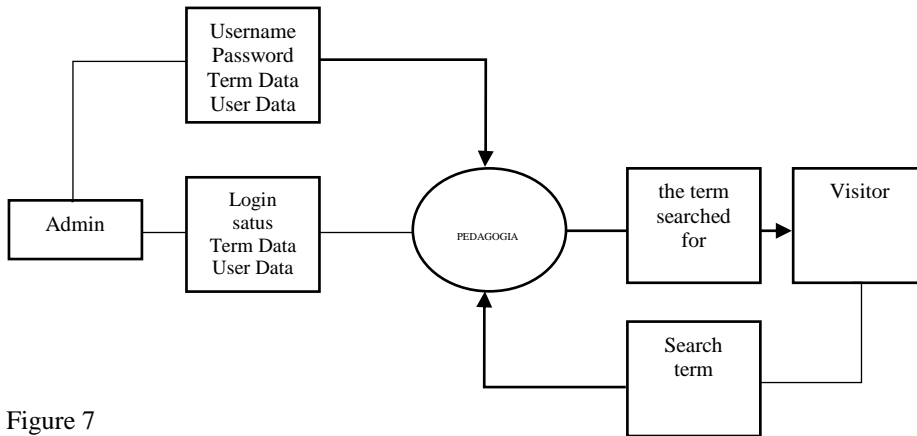 Username
Password
Term Data
User Data
Admin
Login
satus
Term Data
User Data
PEDAGOGIA
the term
searched
for
Visitor
Search
term
Figure 7